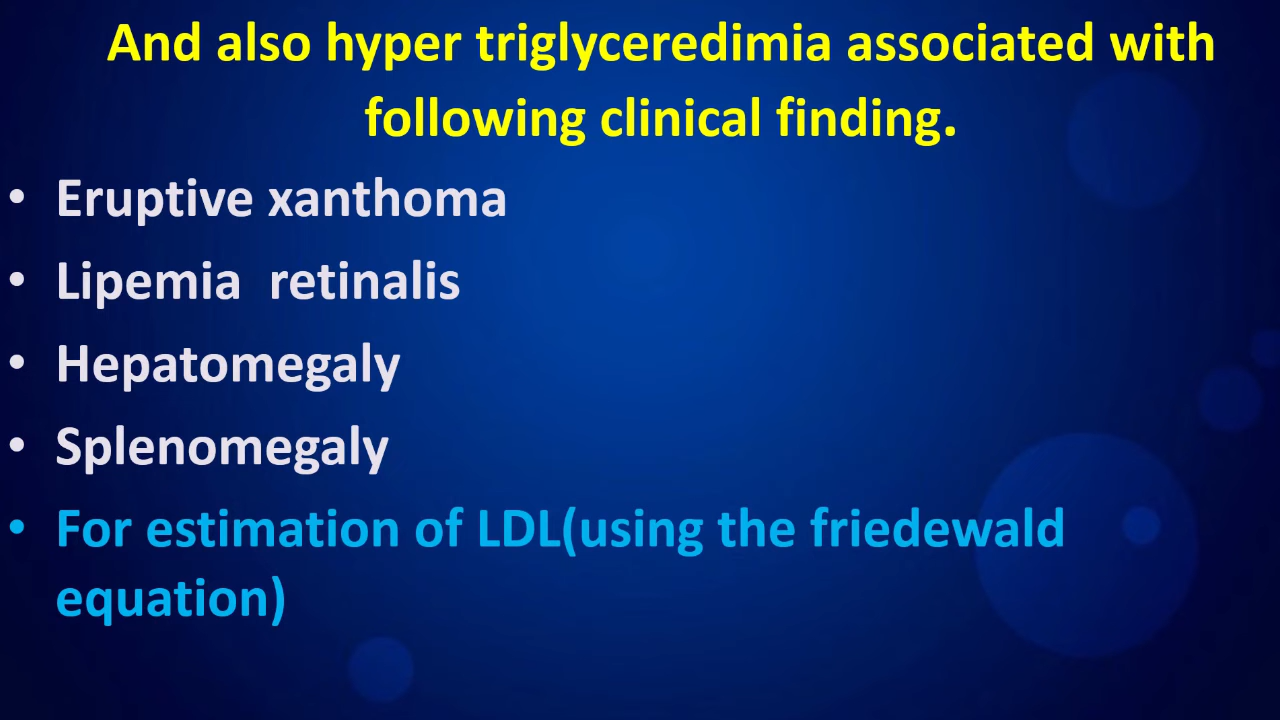 And also hyper triglyceredimia associated with
following clinical finding.
• Eruptive xanthoma
• Lipemia  retinalis
• Hepatomegaly
• Splenomegaly
• For estimation of LDL(using the friedewald
equation)